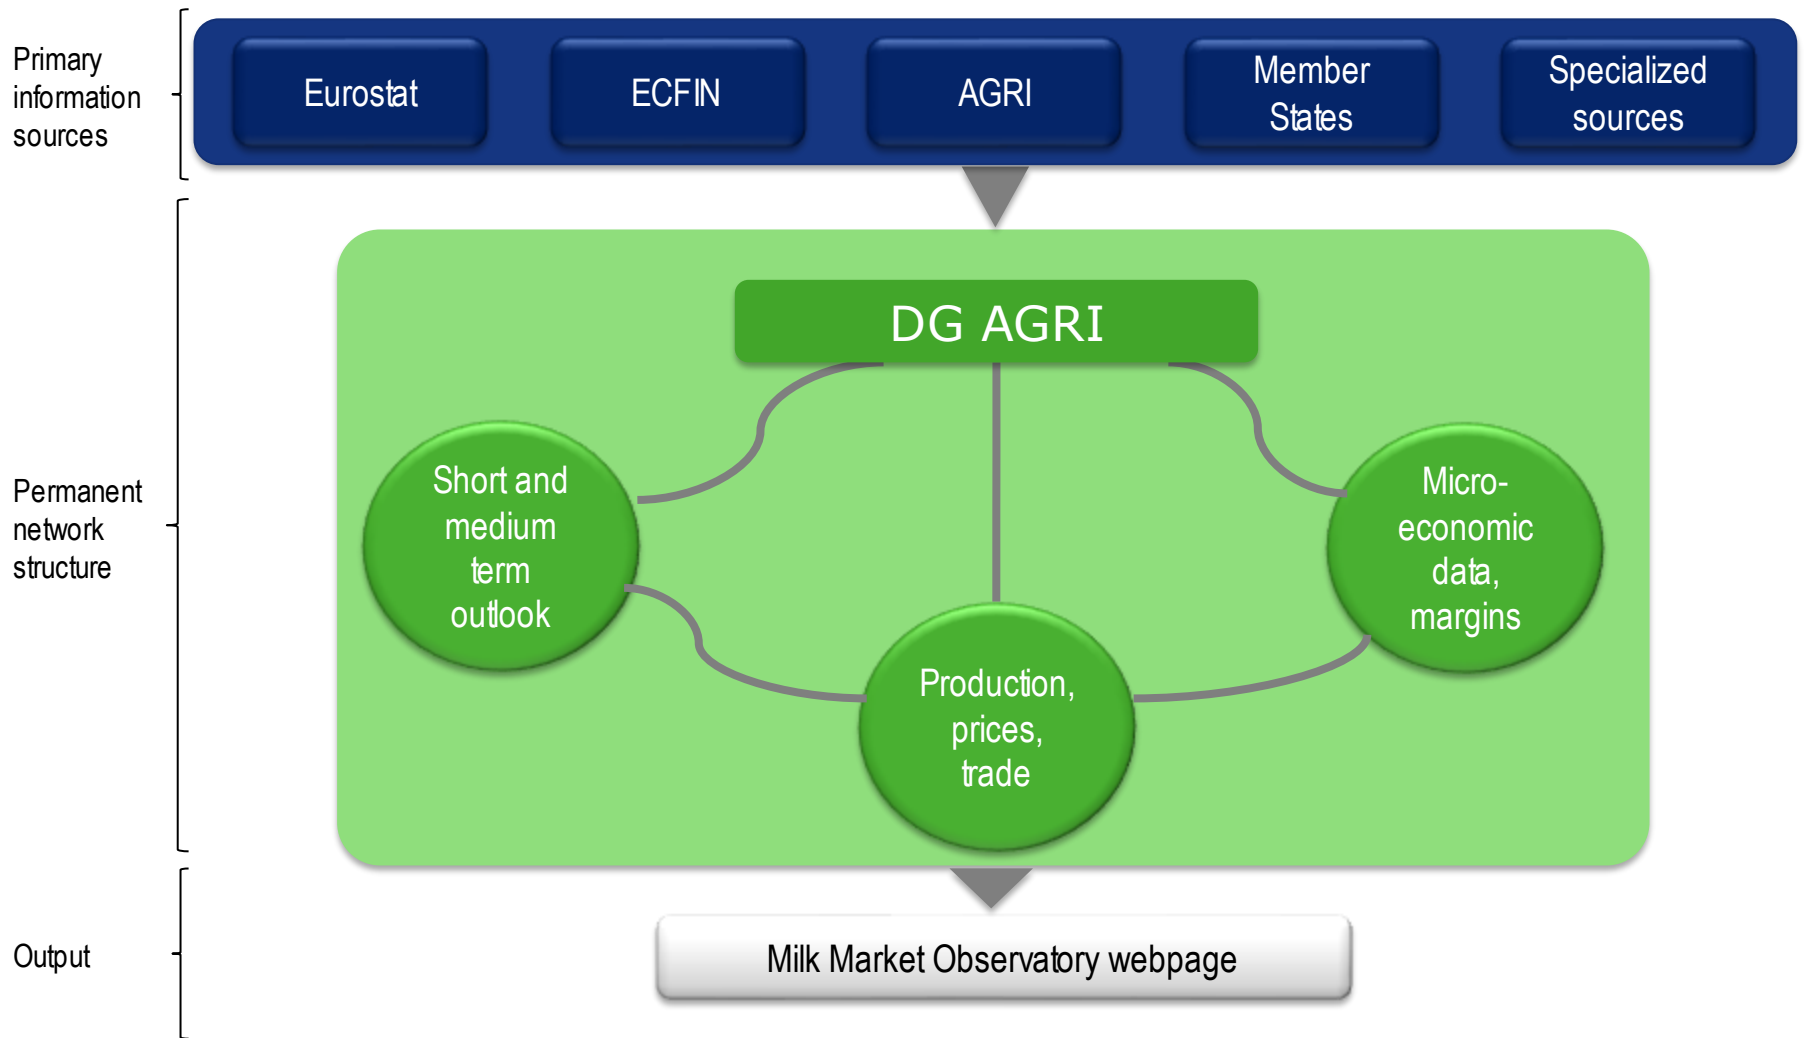 Primary
information
sources
Eurostat
ECFIN
AGRI
Member
States
Specialized
sources
Permanent
network
structure
DG AGRI
Short and
medium
term
outlook
Production,
prices,
trade
Micro-
economic
data,
margins
Output
Milk Market Observatory webpage